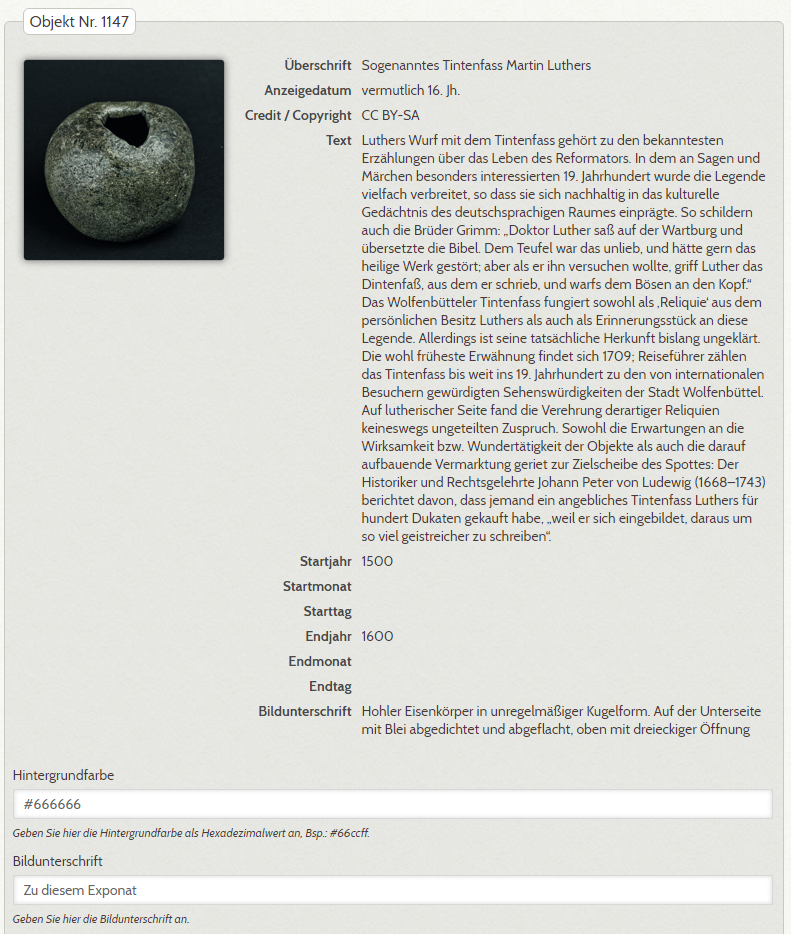 Objekt Nr. 1147
Überschrift Sogenanntes Tintenfass Martin Luthers
Anzeigedatum vermutlich 16. Jh.
Credit / Copyright CC BY-SA
Text Luthers Wurf mit dem Tintenfass gehört zu den bekanntesten
Erzählungen über das Leben des Reformators. In dem an Sagen und
Märchen besonders interessierten 19. Jahrhundert wurde die Legende
vielfach verbreitet, so dass sie sich nachhaltig in das kulturelle
Gedächtnis des deutschsprachigen Raumes einprägte. So schildern
auch die Brüder Grimm: „Doktor Luther saß auf der Wartburg und
übersetzte die Bibel. Dem Teufel war das unlieb, und hätte gern das
heilige Werk gestört; aber als er ihn versuchen wollte, griff Luther das
Dintenfaß, aus dem er schrieb, und warfs dem Bösen an den Kopf.“
Das Wolfenbütteler Tintenfass fungiert sowohl als ‚Reliquie‘ aus dem
persönlichen Besitz Luthers als auch als Erinnerungsstück an diese
Legende. Allerdings ist seine tatsächliche Herkunft bislang ungeklärt.
Die wohl früheste Erwähnung findet sich 1709; Reiseführer zählen
das Tintenfass bis weit ins 19. Jahrhundert zu den von internationalen
Besuchern gewürdigten Sehenswürdigkeiten der Stadt Wolfenbüttel.
Auf lutherischer Seite fand die Verehrung derartiger Reliquien
keineswegs ungeteilten Zuspruch. Sowohl die Erwartungen an die
Wirksamkeit bzw. Wundertätigkeit der Objekte als auch die darauf
aufbauende Vermarktung geriet zur Zielscheibe des Spottes: Der
Historiker und Rechtsgelehrte Johann Peter von Ludewig (1668–1743)
berichtet davon, dass jemand ein angebliches Tintenfass Luthers für
hundert Dukaten gekauft habe, „weil er sich eingebildet, daraus um
so viel geistreicher zu schreiben“.
Startjahr 1500
Startmonat
Starttag
Endjahr 1600
Endmonat
Endtag
Bildunterschrift Hohler Eisenkörper in unregelmäßiger Kugelform. Auf der Unterseite
mit Blei abgedichtet und abgeflacht, oben mit dreieckiger Öffnung
Hintergrundfarbe
#666666
Geben Sie hier die Hintergrundfarbe als Hexadezimalwert an, Bsp.: #66ccff.
Bildunterschrift
Zu diesem Exponat
Geben Sie hier die Bildunterschrift an.